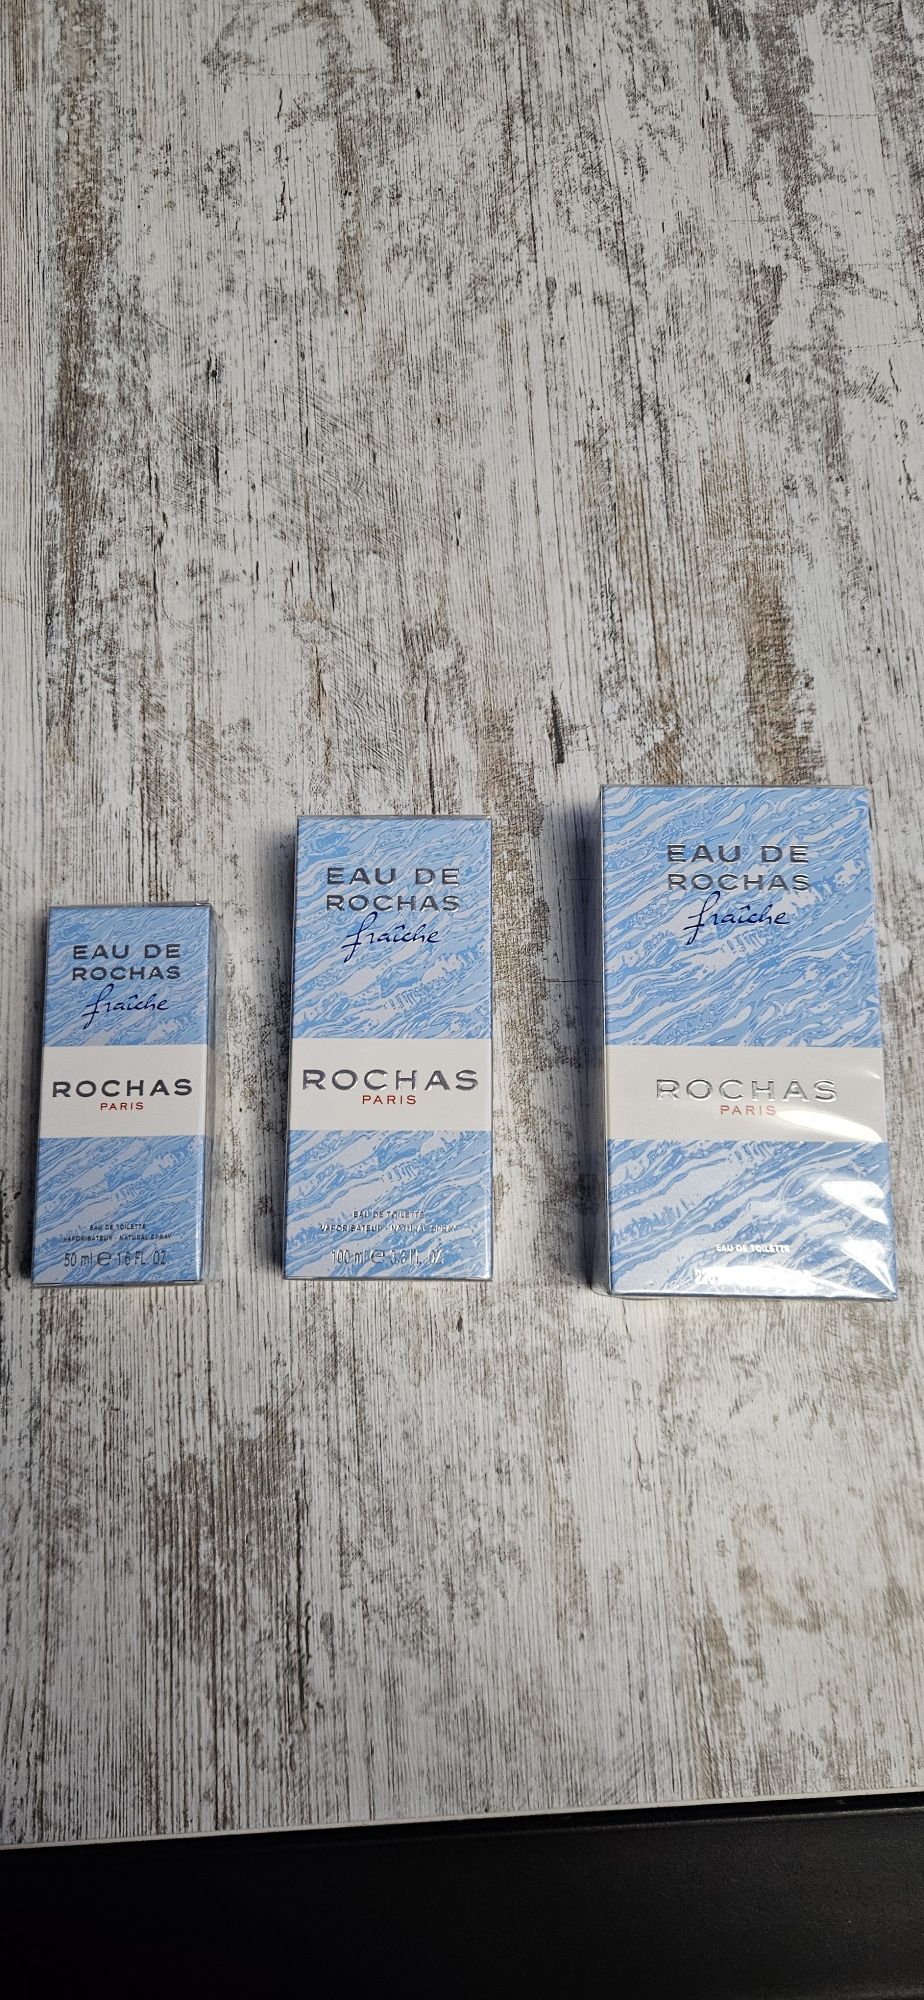 EAU DE
ROCHAS
fraîche
ROCHAS
PARIS
EAU DE TOILETTE
VAPORISATEUR - NATURAL SPRAY
50 ml e 1.6 FL. OZ.
EAU DE
ROCHAS
fraîche
ROCHAS
PARIS
EAU DE TOILETTE
VAPORISATEUR - NATURAL SPRAY
100 ml e 3.3 FL. OZ.
EAU DE
ROCHAS
fraîche
ROCHAS
PARIS
EAU DE TOILETTE